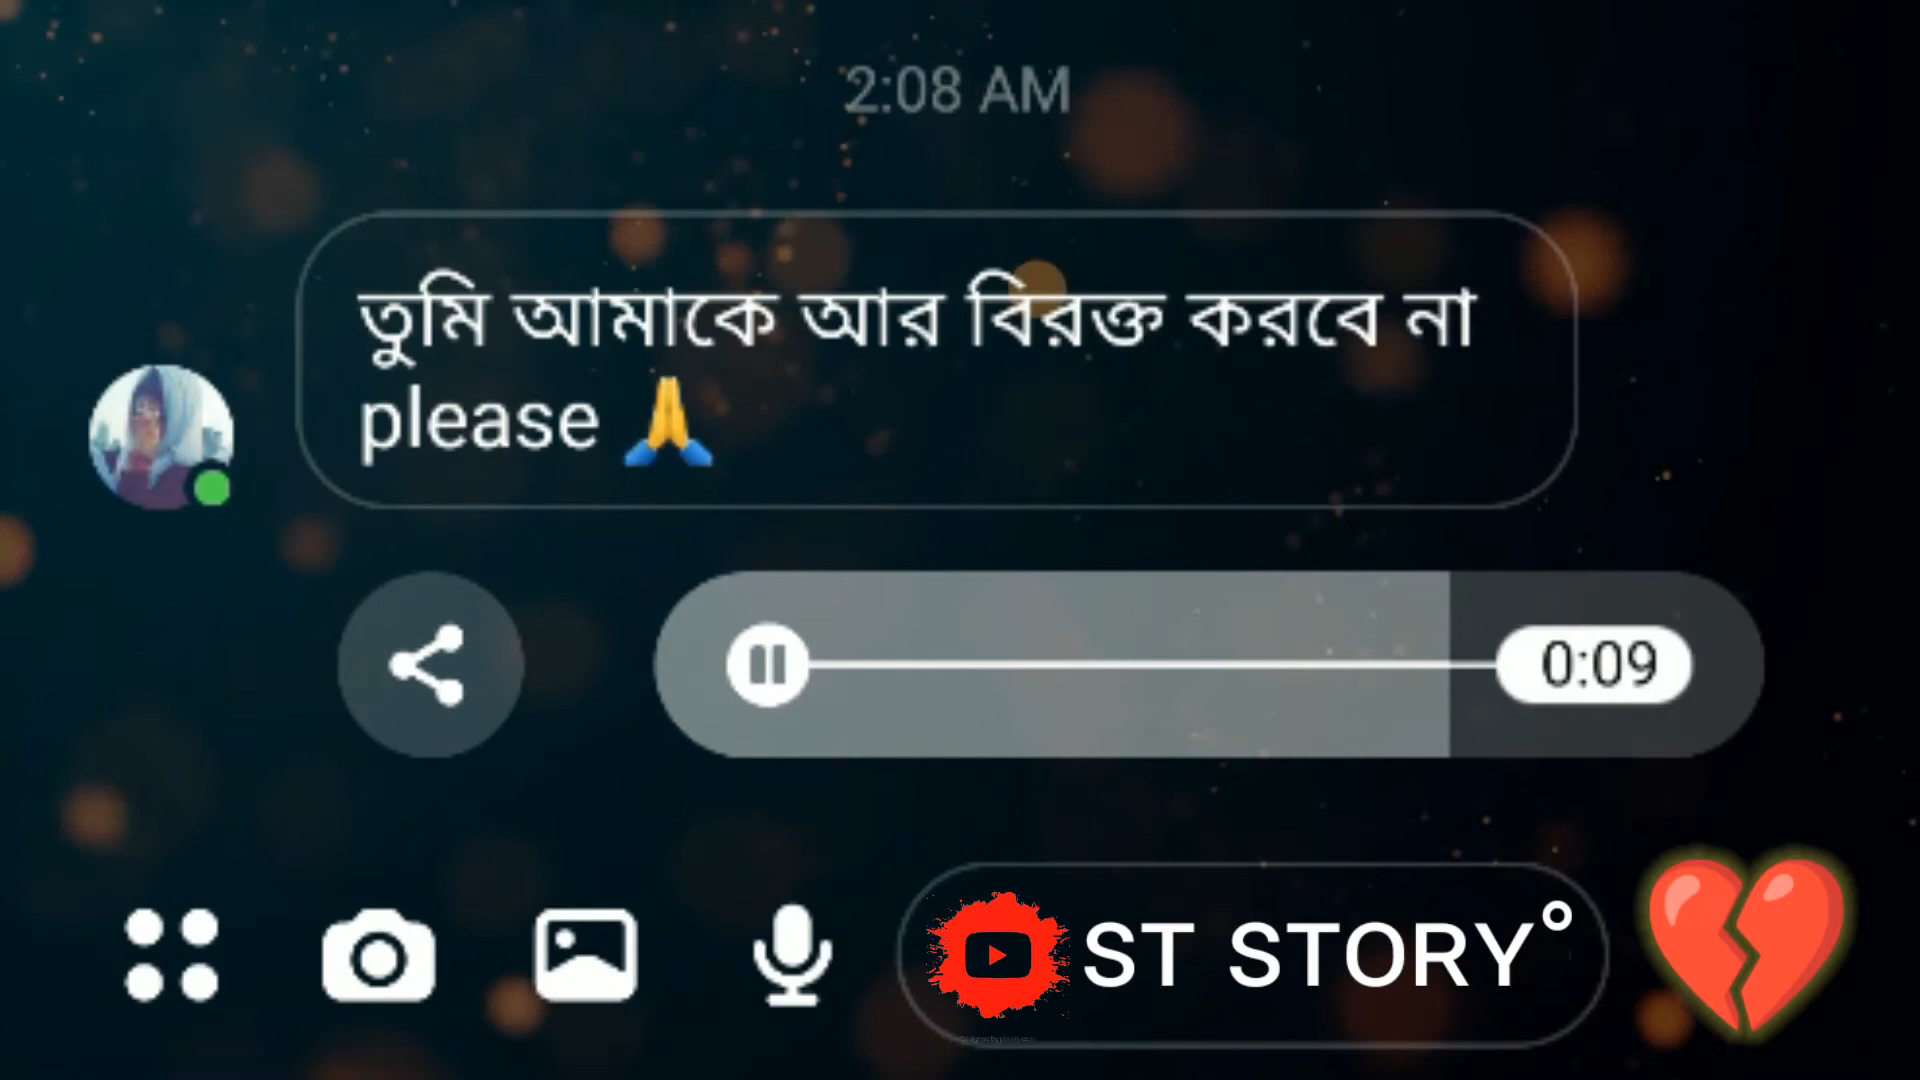 2:08 AM
তুমি আমাকে আর বিরক্ত করবে না
please 🙏
0:09
ST STORY°